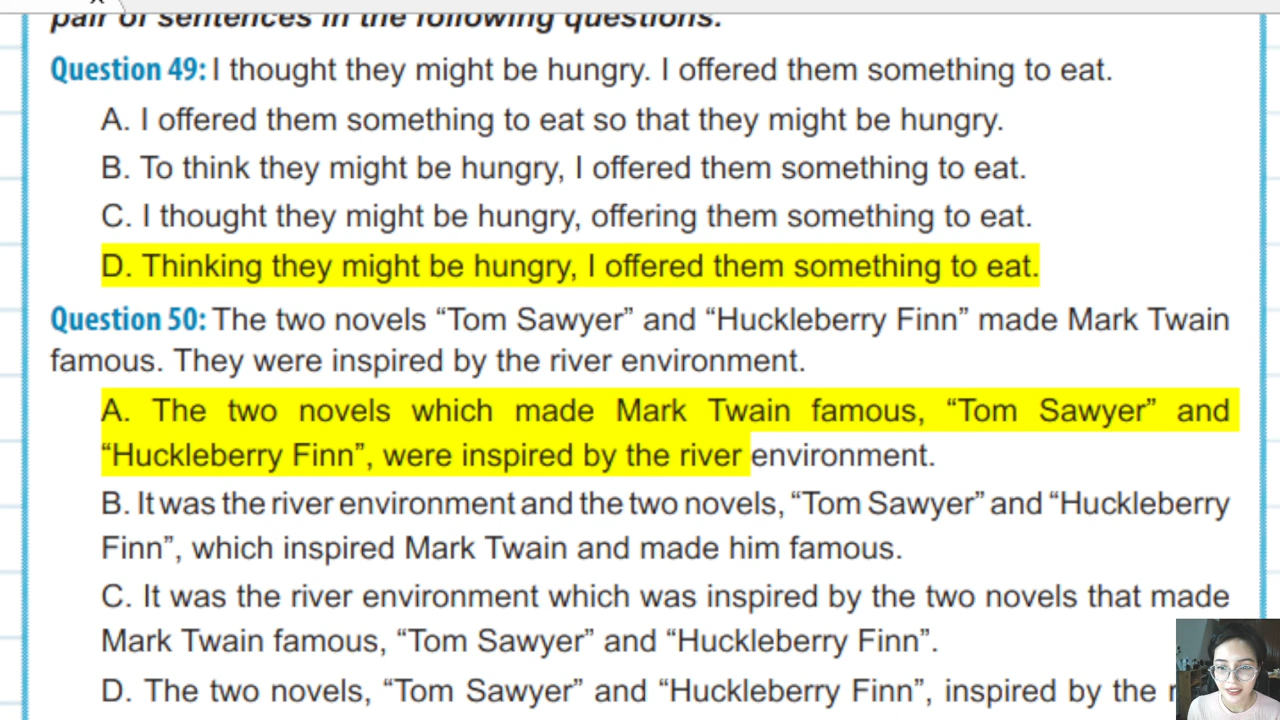 pair of sentences in the following questions.
Question 49: I thought they might be hungry. I offered them something to eat.
A. I offered them something to eat so that they might be hungry.
B. To think they might be hungry, I offered them something to eat.
C. I thought they might be hungry, offering them something to eat.
D. Thinking they might be hungry, I offered them something to eat.
Question 50: The two novels “Tom Sawyer” and “Huckleberry Finn” made Mark Twain
famous. They were inspired by the river environment.
A. The two novels which made Mark Twain famous, “Tom Sawyer” and
“Huckleberry Finn”, were inspired by the river environment.
B. It was the river environment and the two novels, “Tom Sawyer” and “Huckleberry
Finn”, which inspired Mark Twain and made him famous.
C. It was the river environment which was inspired by the two novels that made
Mark Twain famous, “Tom Sawyer” and “Huckleberry Finn”.
D. The two novels, “Tom Sawyer” and “Huckleberry Finn”, inspired by the